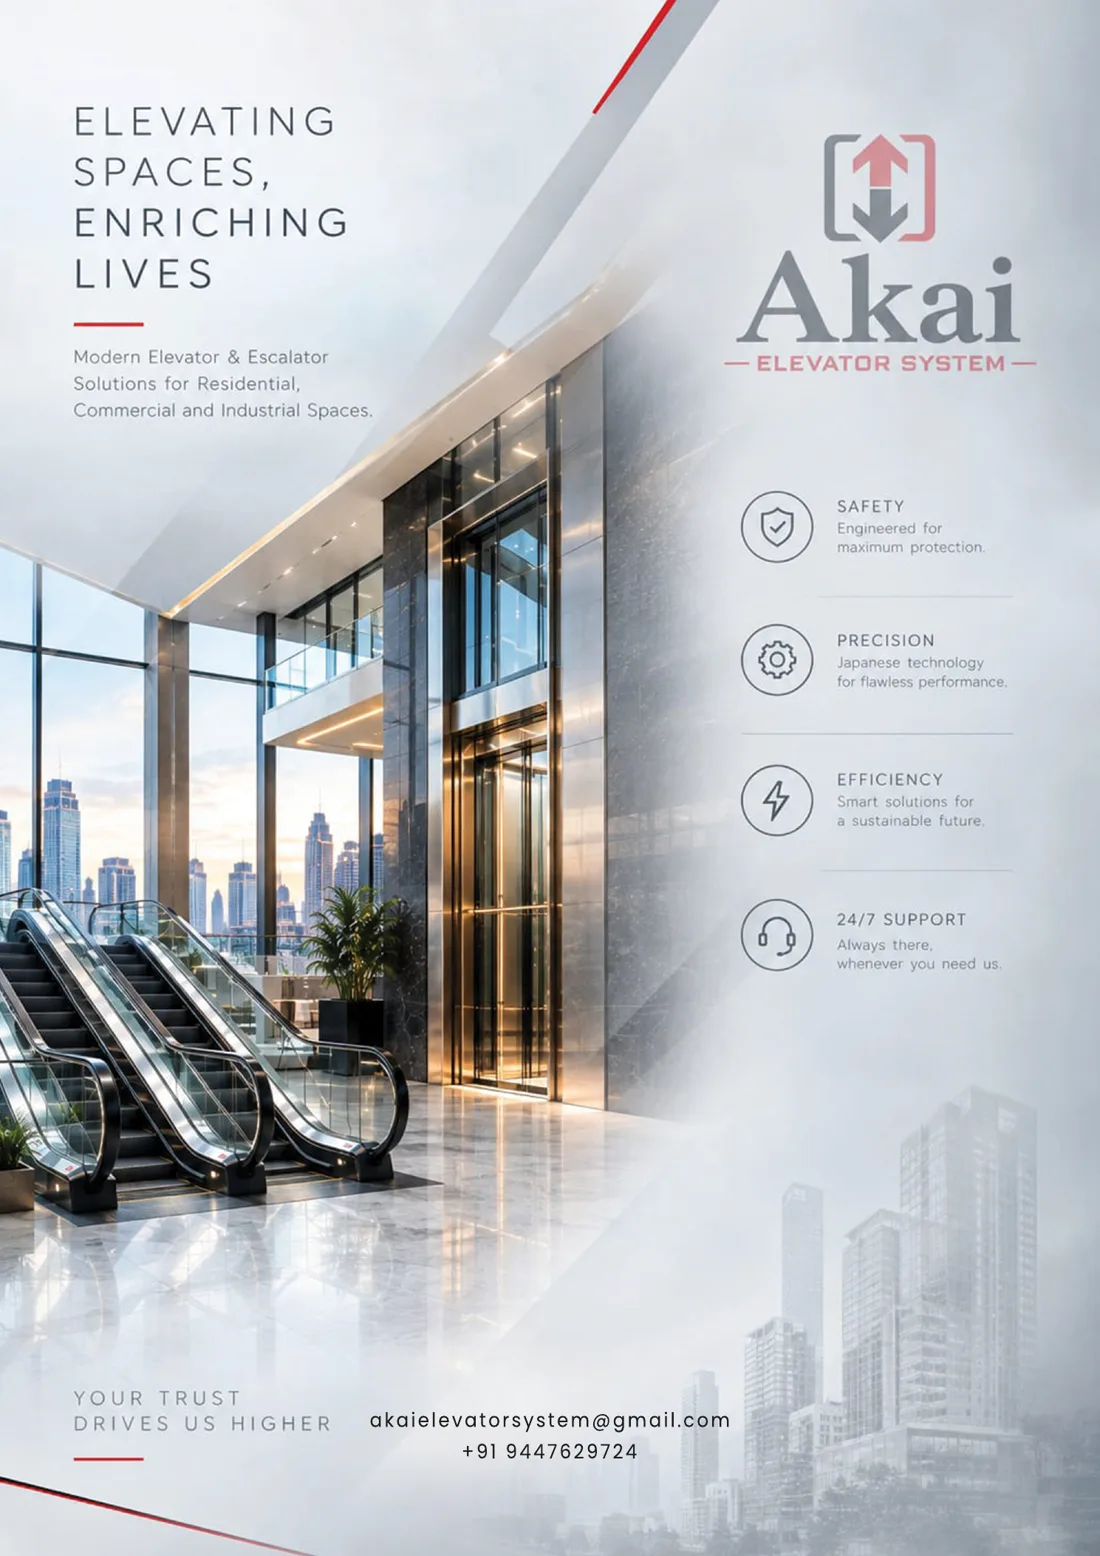 ELEVATING
SPACES,
ENRICHING
LIVES
Modern Elevator & Escalator
Solutions for Residential,
Commercial and Industrial Spaces.
Akai
ELEVATOR SYSTEM
SAFETY
Engineered for
maximum protection.
PRECISION
Japanese technology
for flawless performance.
EFFICIENCY
Smart solutions for
a sustainable future.
24/7 SUPPORT
Always there,
whenever you need us.
YOUR TRUST
DRIVES US HIGHER
akaielevatorsystem@gmail.com
+91 9447629724